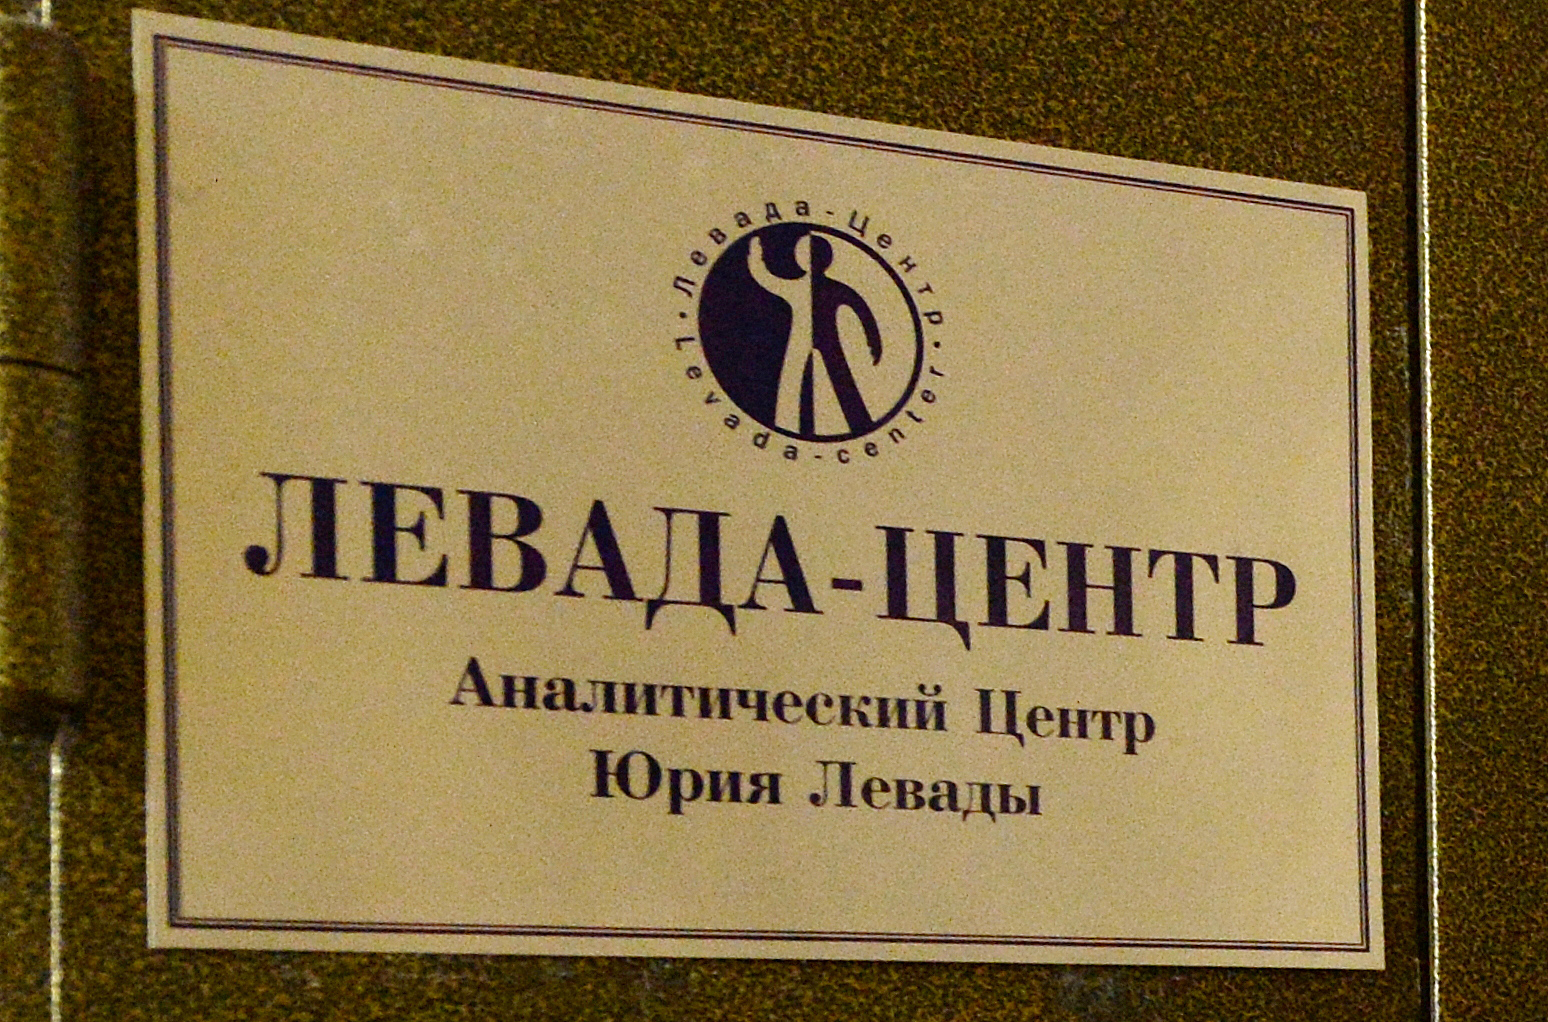 • Левада-Центр •
Levada-center
ЛЕВАДА-ЦЕНТР
Аналитический Центр
Юрия Левады